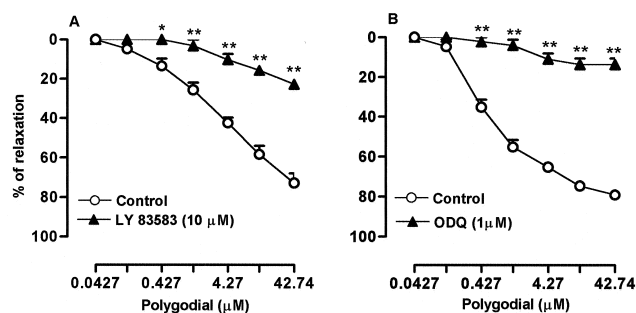 A
B
* ** ** ** **
** ** ** ** **
0
20
40
60
80
100
% of relaxation
Control
LY 83583 (10 μM)
0
20
40
60
80
100
Control
ODQ (1μM)
0.0427 0.427 4.27 42.74
Polygodial (μM)
0.0427 0.427 4.27 42.74
Polygodial (μM)